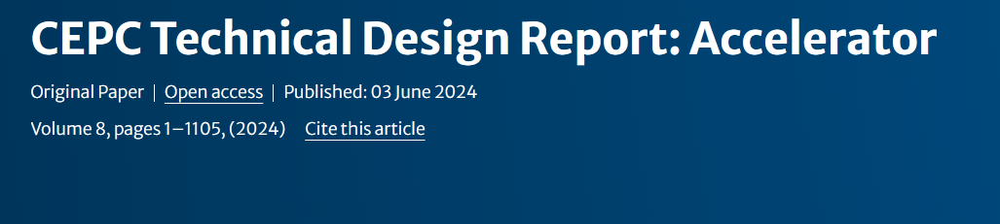 CEPC Technical Design Report: Accelerator
Original Paper | Open access | Published: 03 June 2024
Volume 8, pages 1–1105, (2024) Cite this article